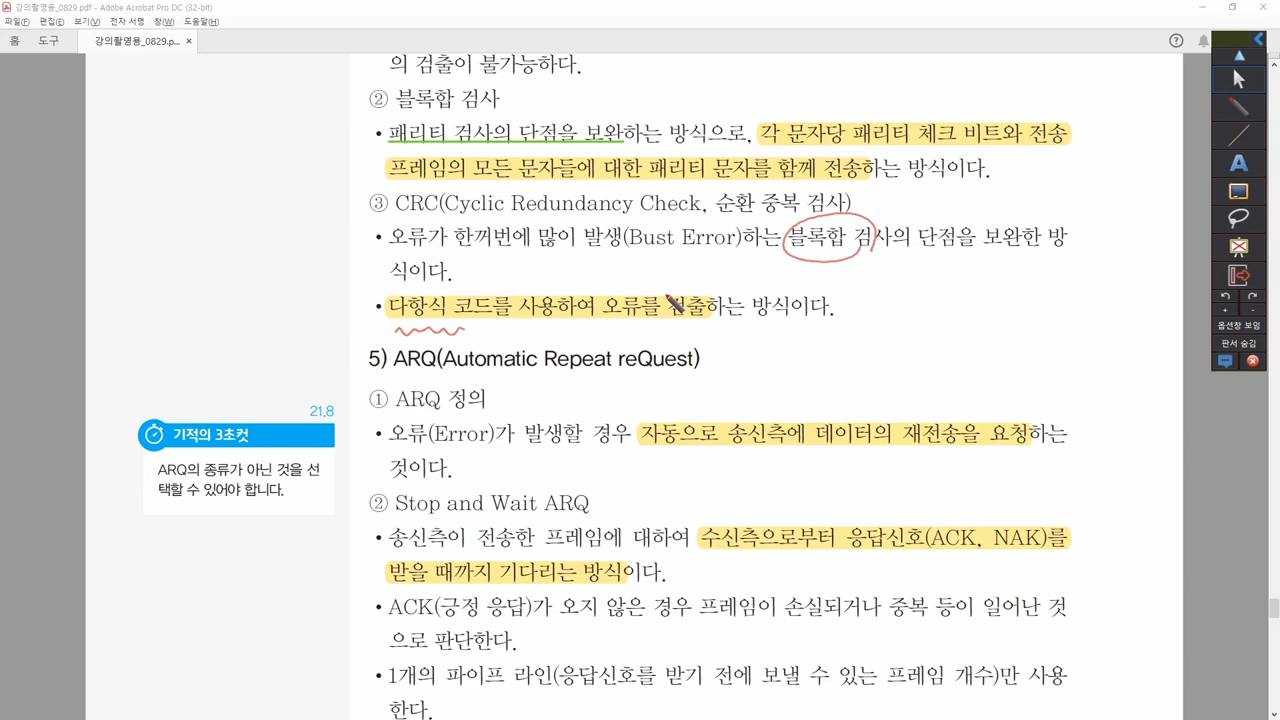 강의촬영용_0829.pdf - Adobe Acrobat Pro DC (32-bit)
파일(F) 편집(E) 보기(V) 전자 서명 창(W) 도움말(H)
홈 도구 강의촬영용_0829.p... ×
의 검출이 불가능하다.
② 블록합 검사
• 패리티 검사의 단점을 보완하는 방식으로, 각 문자당 패리티 체크 비트와 전송
프레임의 모든 문자들에 대한 패리티 문자를 함께 전송하는 방식이다.
③ CRC(Cyclic Redundancy Check, 순환 중복 검사)
• 오류가 한꺼번에 많이 발생(Bust Error)하는 블록합 검사의 단점을 보완한 방
식이다.
• 다항식 코드를 사용하여 오류를 검출하는 방식이다.
5) ARQ(Automatic Repeat reQuest)
① ARQ 정의
• 오류(Error)가 발생할 경우 자동으로 송신측에 데이터의 재전송을 요청하는
것이다.
② Stop and Wait ARQ
• 송신측이 전송한 프레임에 대하여 수신측으로부터 응답신호(ACK, NAK)를
받을 때까지 기다리는 방식이다.
• ACK(긍정 응답)가 오지 않은 경우 프레임이 손실되거나 중복 등이 일어난 것
으로 판단한다.
• 1개의 파이프 라인(응답신호를 받기 전에 보낼 수 있는 프레임 개수)만 사용
한다.
21.8
기적의 3초컷
ARQ의 종류가 아닌 것을 선
택할 수 있어야 합니다.
A
+ -
옵션창 보임
판서 숨김